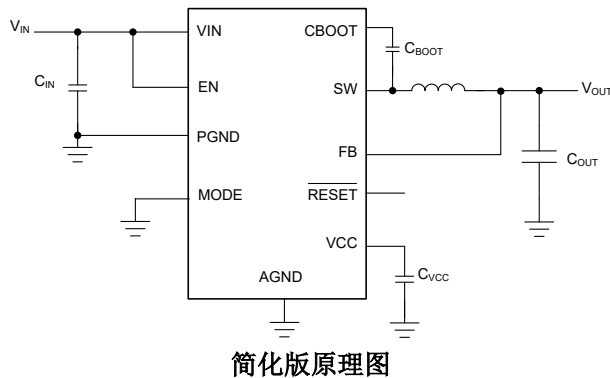 VIN
VIN
CBOOT
CBOOT
CIN
EN
SW
VOUT
PGND
FB
COUT
MODE
RESET
VCC
CVCC
AGND
简化版原理图